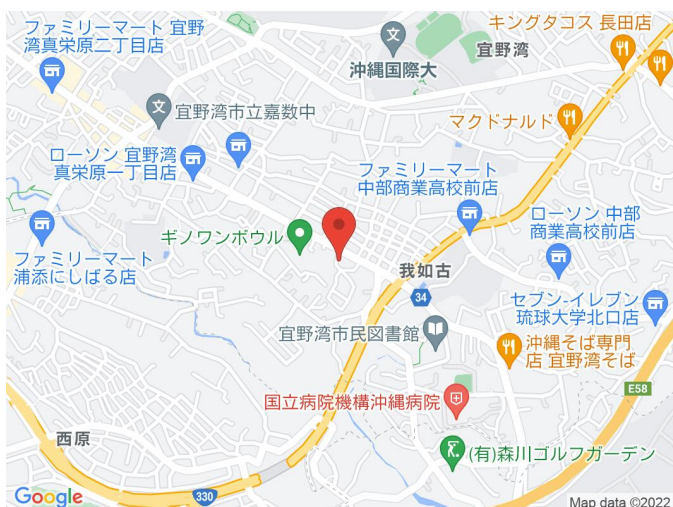 ファミリーマート 宜野
湾真栄原二丁目店
沖縄国際大
宜野湾
キングタコス 長田店
宜野湾市立嘉数中
マクドナルド
ローソン 宜野湾
真栄原一丁目店
ファミリーマート
中部商業高校前店
ローソン 中部
商業高校前店
ギノワンボウル
ファミリーマート
浦添にしばる店
我如古
34
セブン-イレブン
琉球大学北口店
宜野湾市民図書館
沖縄そば専門
店 宜野湾そば
国立病院機構沖縄病院
E58
西原
(有)森川ゴルフガーデン
330
Google
Map data ©2022